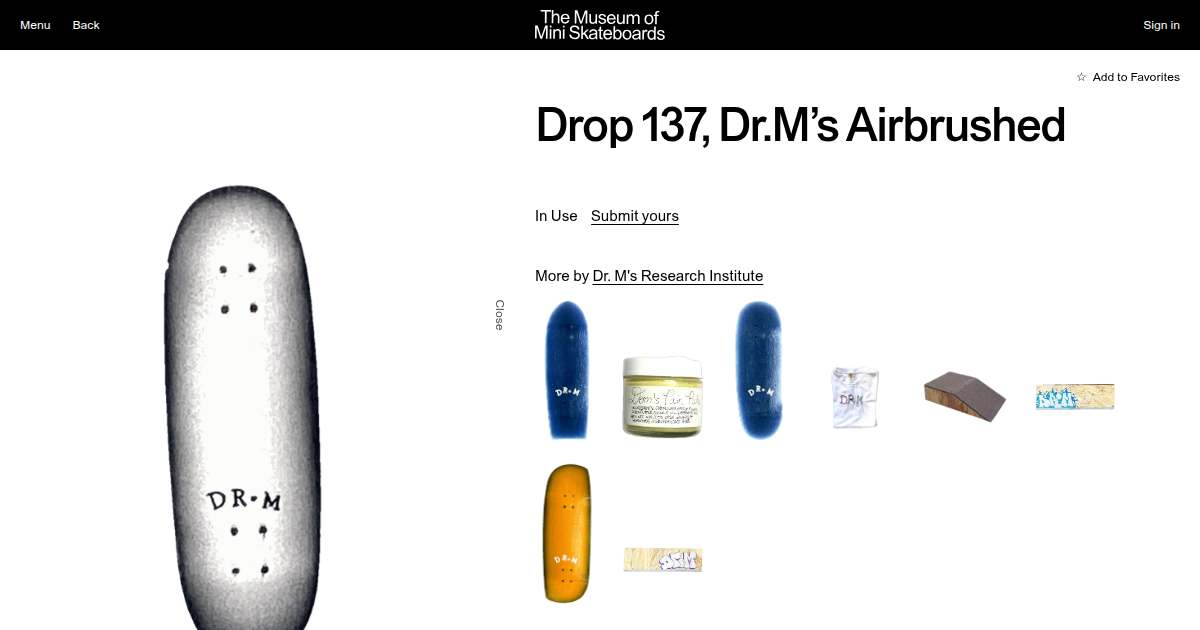 Menu
Back
The Museum of
Mini Skateboards
Sign in
☆ Add to Favorites
Drop 137, Dr.M’s Airbrushed
In Use
Submit yours
More by Dr. M's Research Institute
Close
DR•M
DR•M
DR•M
DRM
DR•M